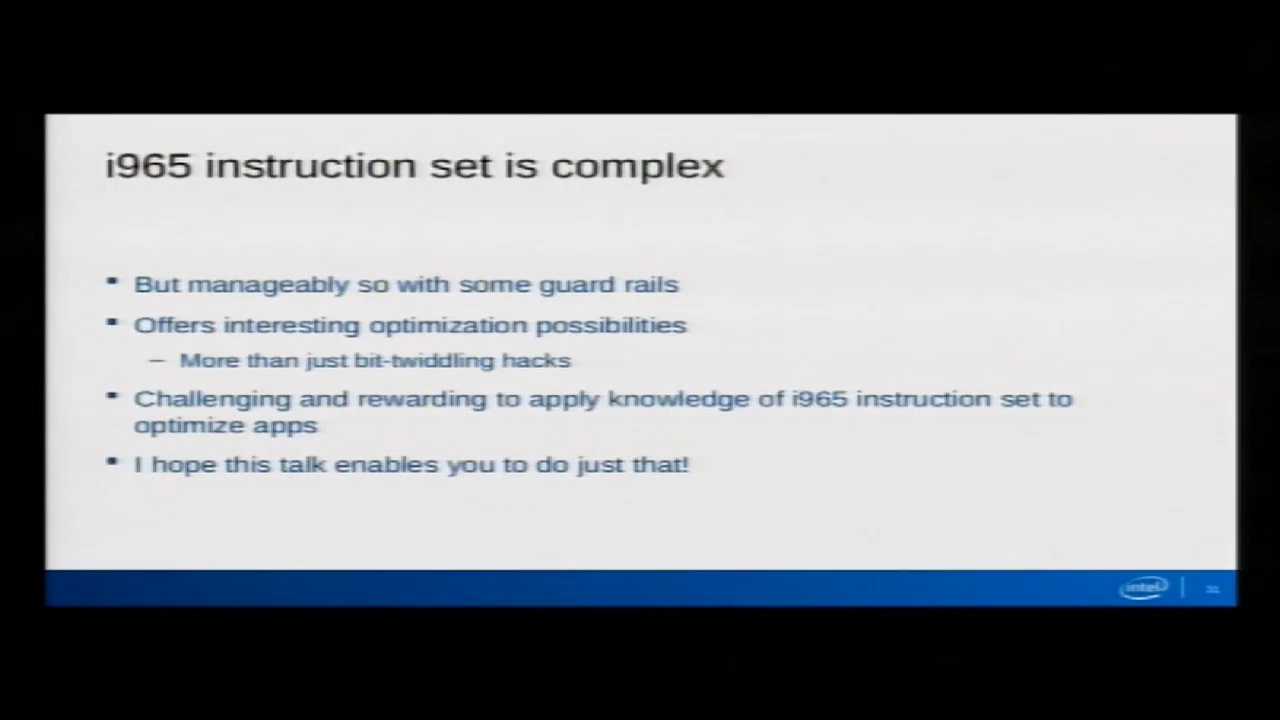 i965 instruction set is complex
▪ But manageably so with some guard rails
▪ Offers interesting optimization possibilities
– More than just bit-twiddling hacks
▪ Challenging and rewarding to apply knowledge of i965 instruction set to
optimize apps
▪ I hope this talk enables you to do just that!
intel